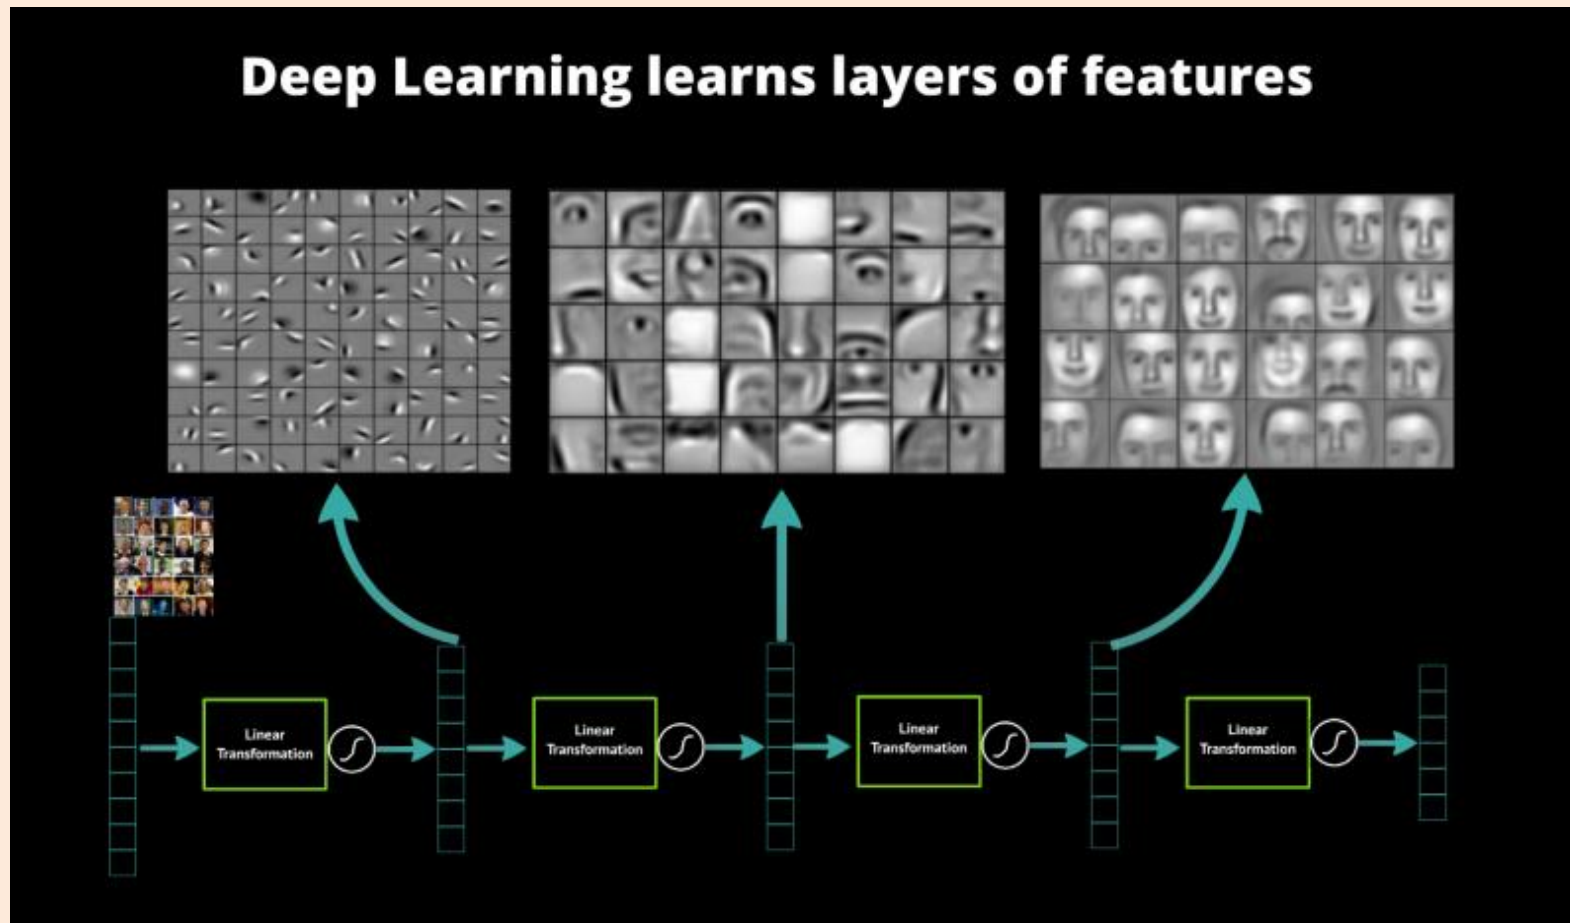 Deep Learning learns layers of features
Linear
Transformation
Linear
Transformation
Linear
Transformation
Linear
Transformation